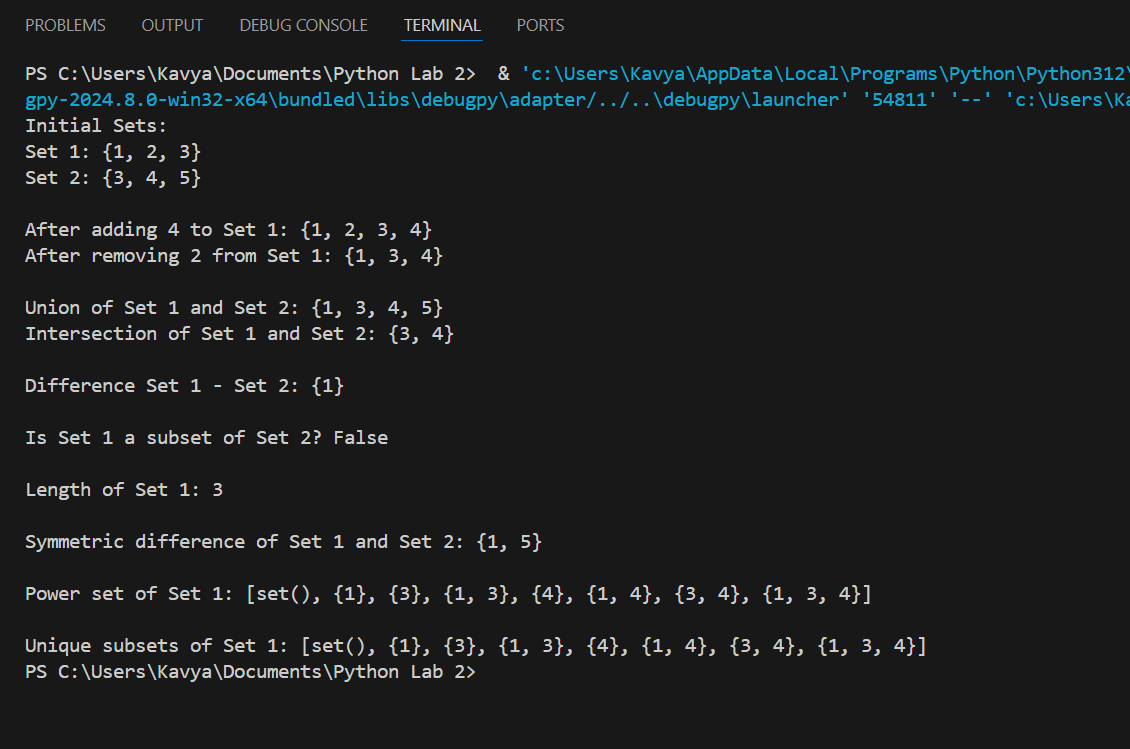 PROBLEMS OUTPUT DEBUG CONSOLE TERMINAL PORTS
PS C:\Users\Kavya\Documents\Python Lab 2>  & 'c:\Users\Kavya\AppData\Local\Programs\Python\Python312\
gpy-2024.8.0-win32-x64\bundled\libs\debugpy\adapter/../..\debugpy\launcher' '54811' '--' 'c:\Users\Ka
Initial Sets:
Set 1: {1, 2, 3}
Set 2: {3, 4, 5}
After adding 4 to Set 1: {1, 2, 3, 4}
After removing 2 from Set 1: {1, 3, 4}
Union of Set 1 and Set 2: {1, 3, 4, 5}
Intersection of Set 1 and Set 2: {3, 4}
Difference Set 1 - Set 2: {1}
Is Set 1 a subset of Set 2? False
Length of Set 1: 3
Symmetric difference of Set 1 and Set 2: {1, 5}
Power set of Set 1: [set(), {1}, {3}, {1, 3}, {4}, {1, 4}, {3, 4}, {1, 3, 4}]
Unique subsets of Set 1: [set(), {1}, {3}, {1, 3}, {4}, {1, 4}, {3, 4}, {1, 3, 4}]
PS C:\Users\Kavya\Documents\Python Lab 2>